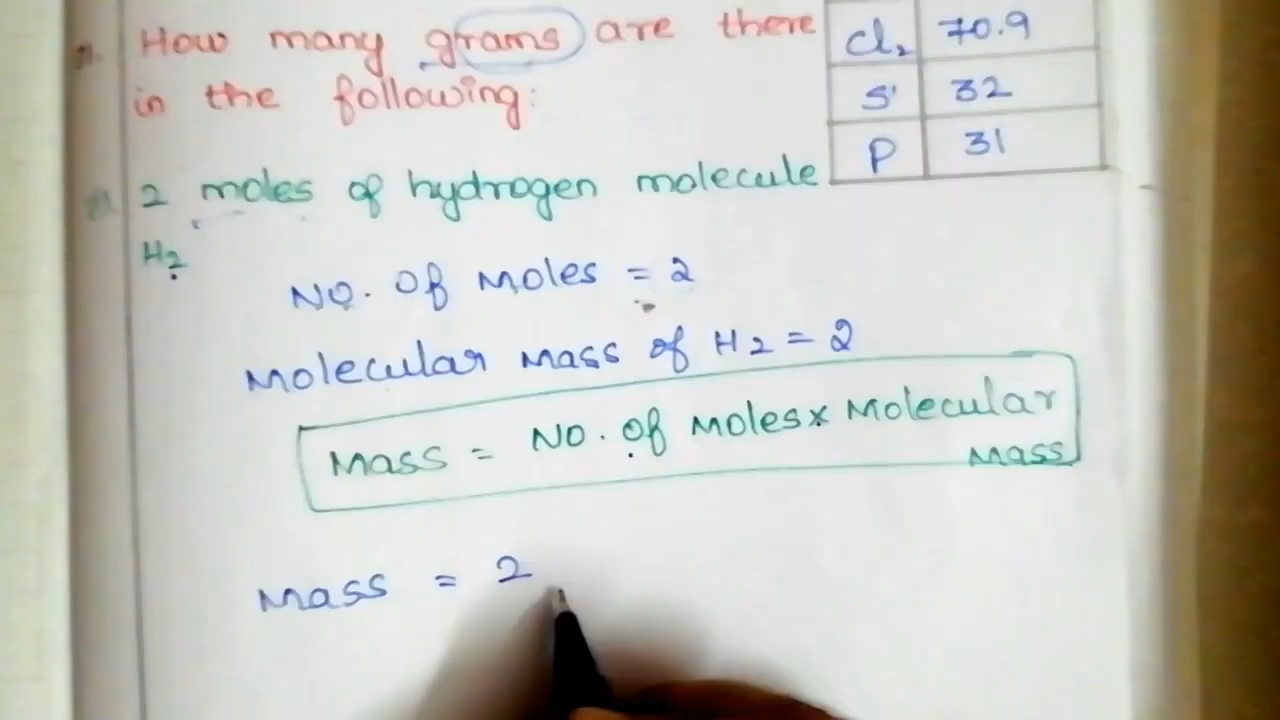 How many grams are there
in the following:
Cl2 70.9
S 32
P 31
2 moles of hydrogen molecule
H2
No. of moles = 2
Molecular mass of H2 = 2
Mass = No. of moles x Molecular
Mass
Mass = 2